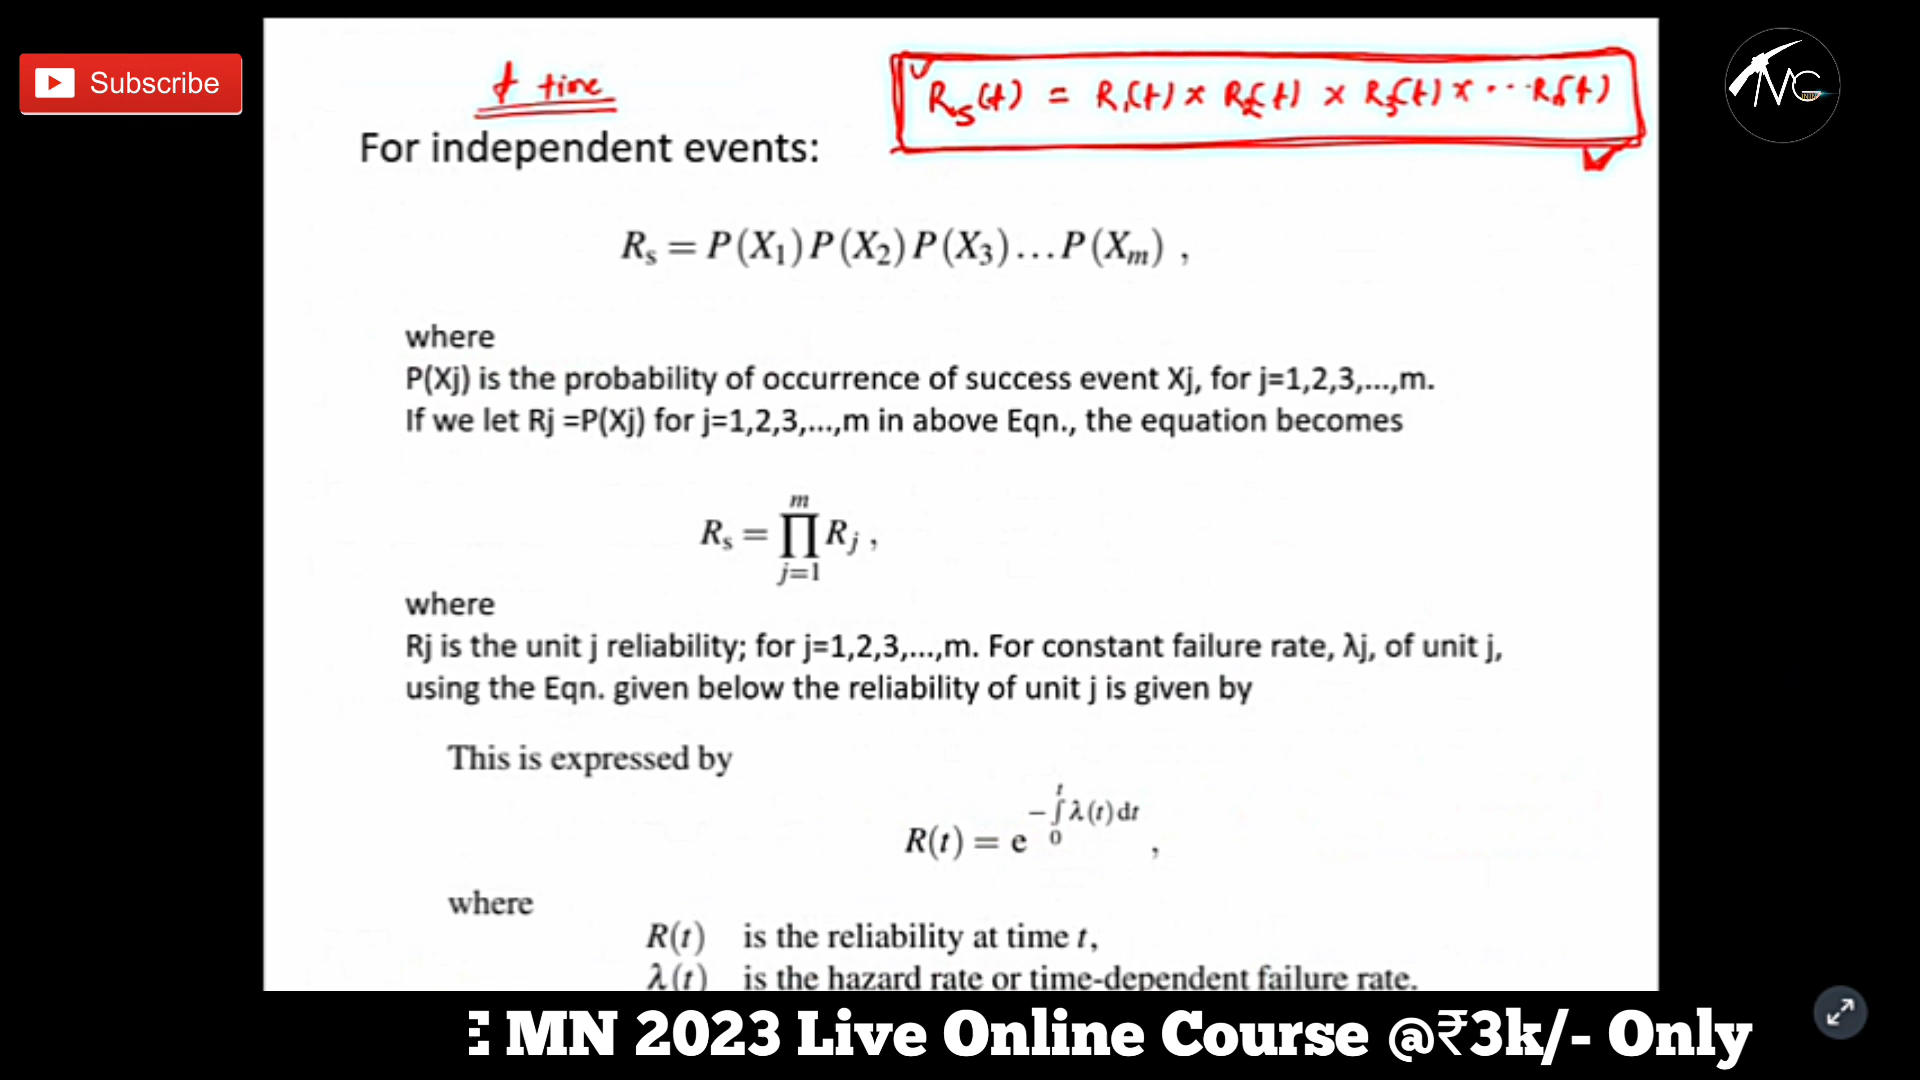 Subscribe
t time
Rs(t) = R1(t) × R2(t) × R3(t) × ...Rn(t)
For independent events:
Rs = P(X1)P(X2)P(X3)...P(Xm) ,
where
P(Xj) is the probability of occurrence of success event Xj, for j=1,2,3,...,m.
If we let Rj =P(Xj) for j=1,2,3,...,m in above Eqn., the equation becomes
Rs = ∏_{j=1}^{m} Rj ,
where
Rj is the unit j reliability; for j=1,2,3,...,m. For constant failure rate, λj, of unit j,
using the Eqn. given below the reliability of unit j is given by
This is expressed by
R(t) = e^{-∫_0^t λ(t)dt} ,
where
R(t) is the reliability at time t,
λ(t) is the hazard rate or time-dependent failure rate.
E MN 2023 Live Online Course @₹3k/- Only